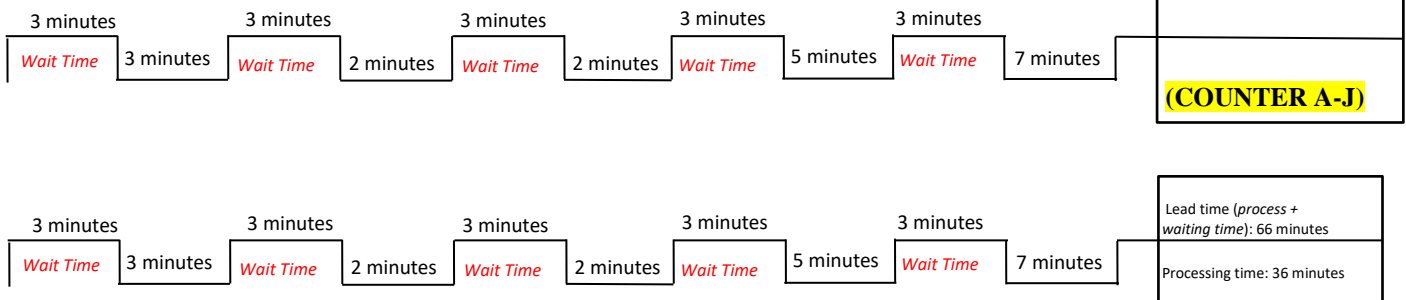 3 minutes 3 minutes 3 minutes 3 minutes 3 minutes
Wait Time 3 minutes Wait Time 2 minutes Wait Time 2 minutes Wait Time 5 minutes Wait Time 7 minutes
(COUNTER A-J)
3 minutes 3 minutes 3 minutes 3 minutes 3 minutes
Wait Time 3 minutes Wait Time 2 minutes Wait Time 2 minutes Wait Time 5 minutes Wait Time 7 minutes
Lead time (process +
waiting time): 66 minutes
Processing time: 36 minutes